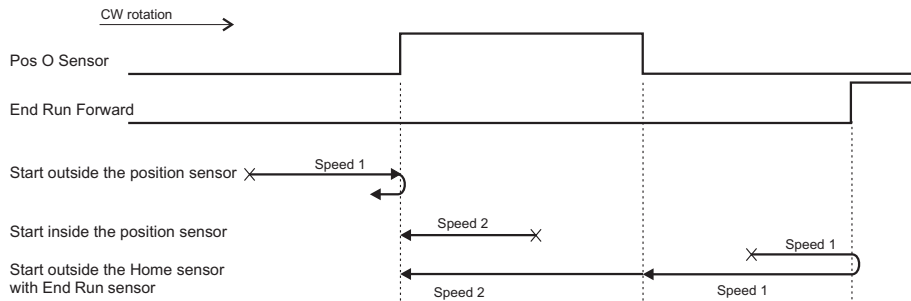 CW rotation
Pos O Sensor
End Run Forward
Start outside the position sensor
Speed 1
Start inside the position sensor
Speed 2
Speed 1
Start outside the Home sensor
with End Run sensor
Speed 2
Speed 1